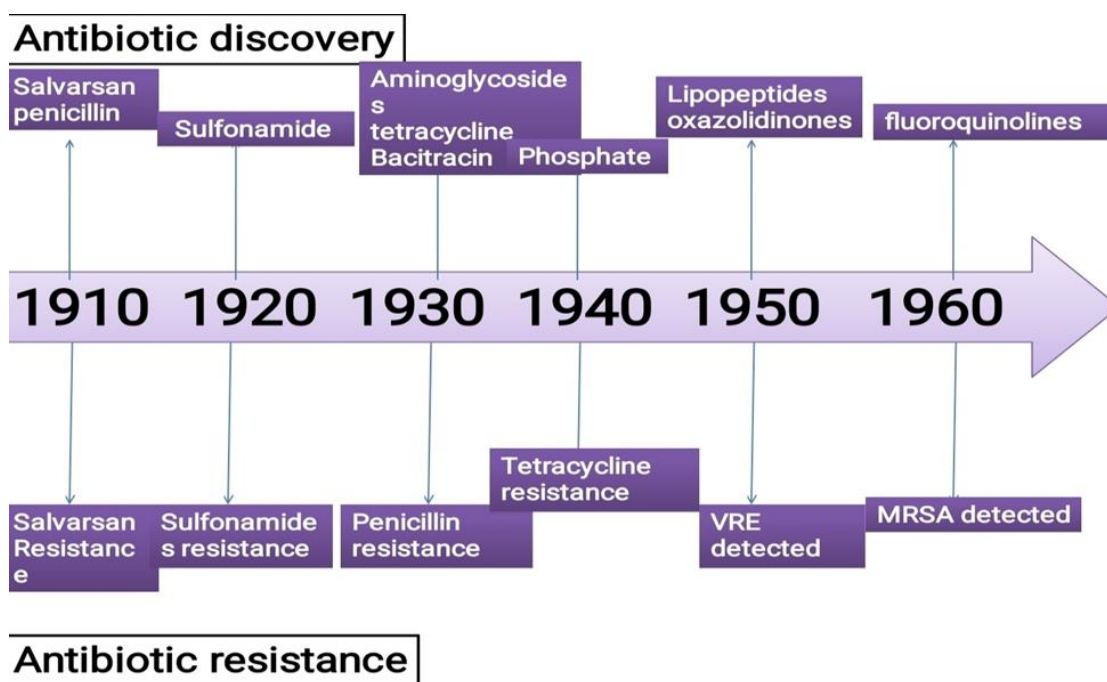 Antibiotic discovery
Salvarsan
penicillin
Sulfonamide
Aminoglycoside
s
tetracycline
Bacitracin
Phosphate
Lipopeptides
oxazolidinones
fluoroquinolines
1910 1920 1930 1940 1950 1960
Salvarsan
Resistanc
e
Sulfonamide
s resistance
Penicillin
resistance
Tetracycline
resistance
VRE
detected
MRSA detected
Antibiotic resistance